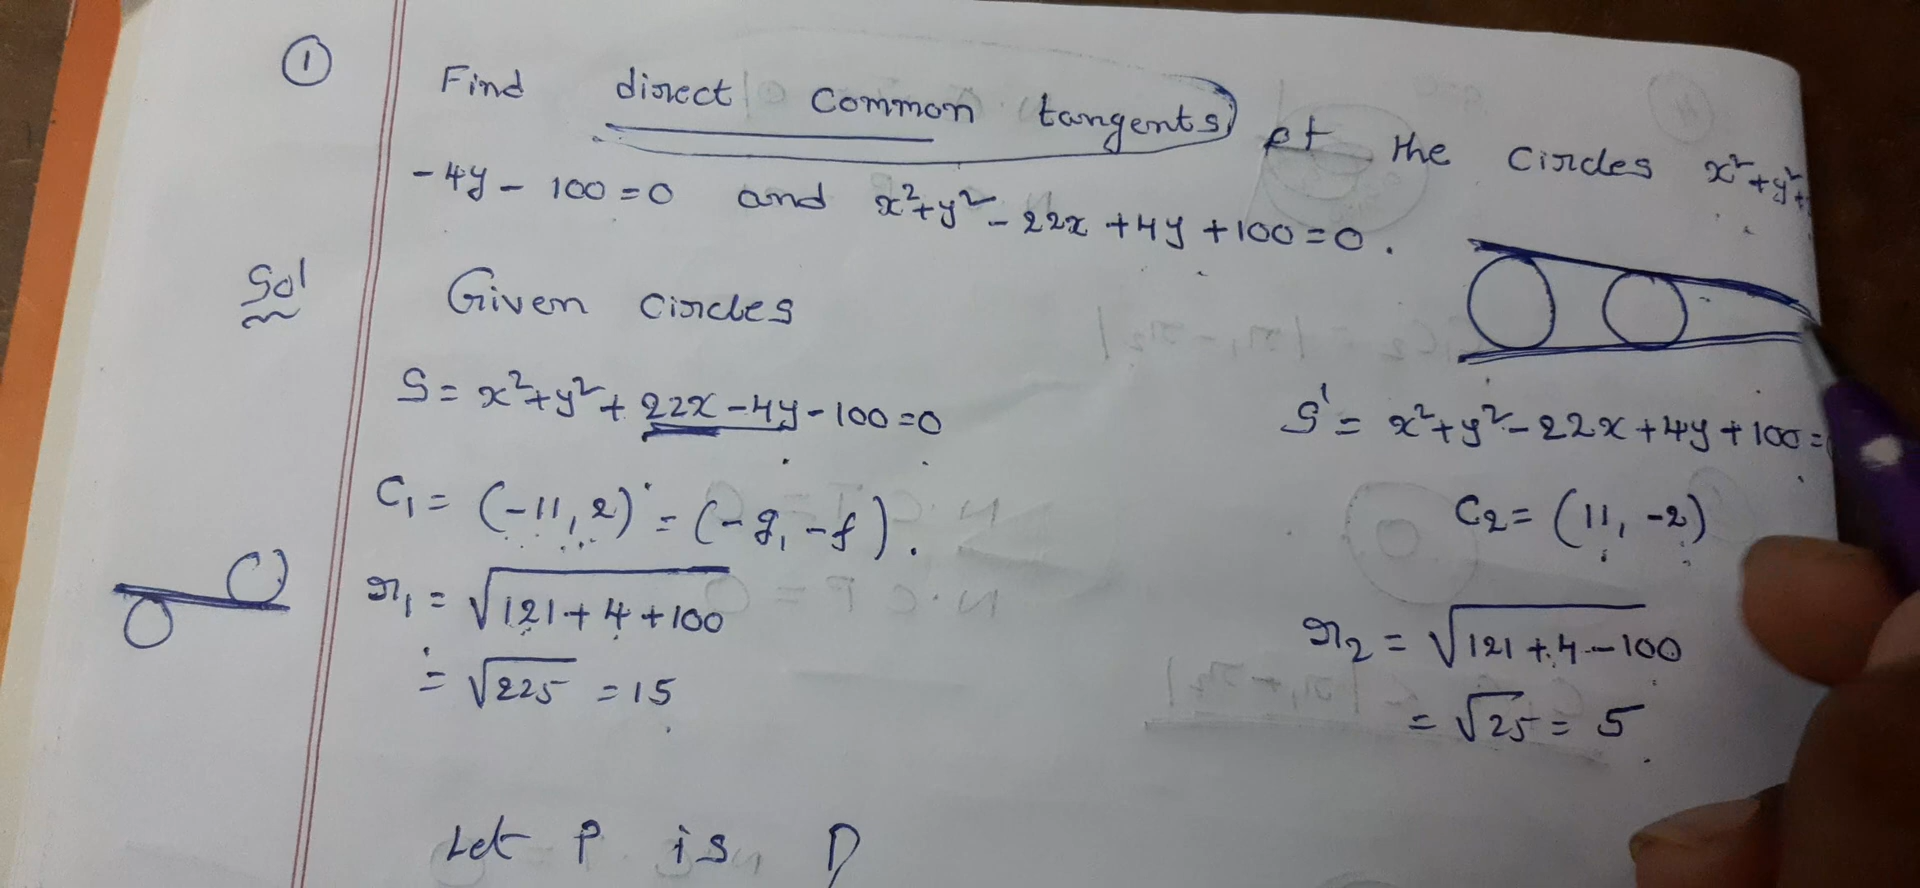 ①
Find direct common tangents of the circles x²+y²+
-4y - 100 = 0 and x²+y² - 22x + 4y + 100 = 0 .
Sol Given circles
S = x²+y² + 22x - 4y - 100 = 0
S' = x²+y² - 22x + 4y + 100 =
C₁ = (-11, 2) = (-g, -f) .
C₂ = (11, -2)
r₁ = √121 + 4 + 100
r₂ = √121 + 4 - 100
= √225 = 15
= √25 = 5
Let P is D